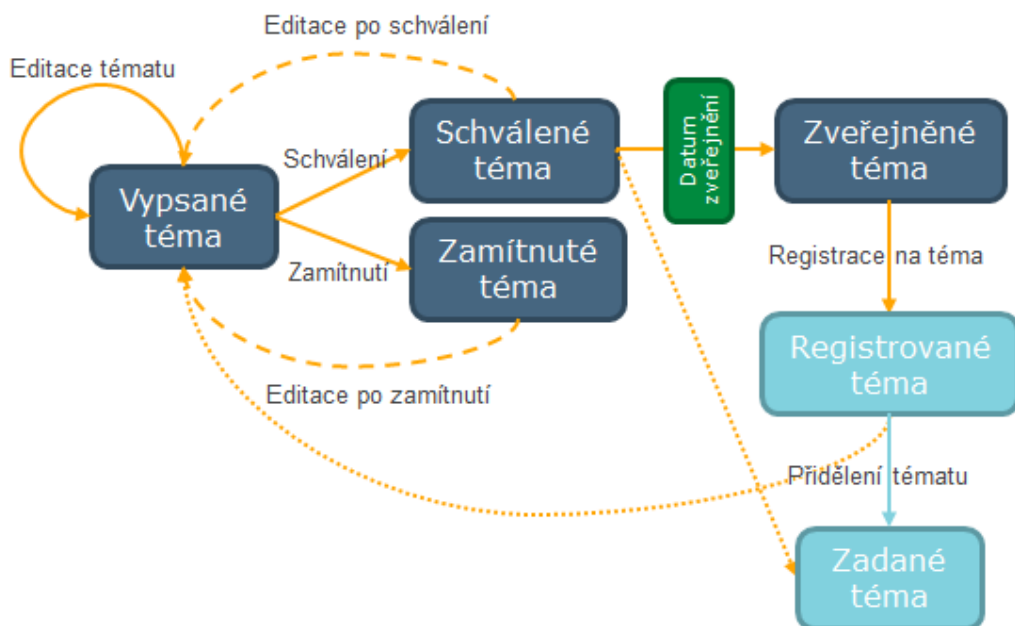 Editace po schválení
Editace tématu
Schválené
téma
Datum
zveřejnění
Zveřejněné
téma
Schválení
Vypsané
téma
Zamítnuté
téma
Zamítnutí
Registrace na téma
Registrované
téma
Editace po zamítnutí
Přidělení tématu
Zadané
téma